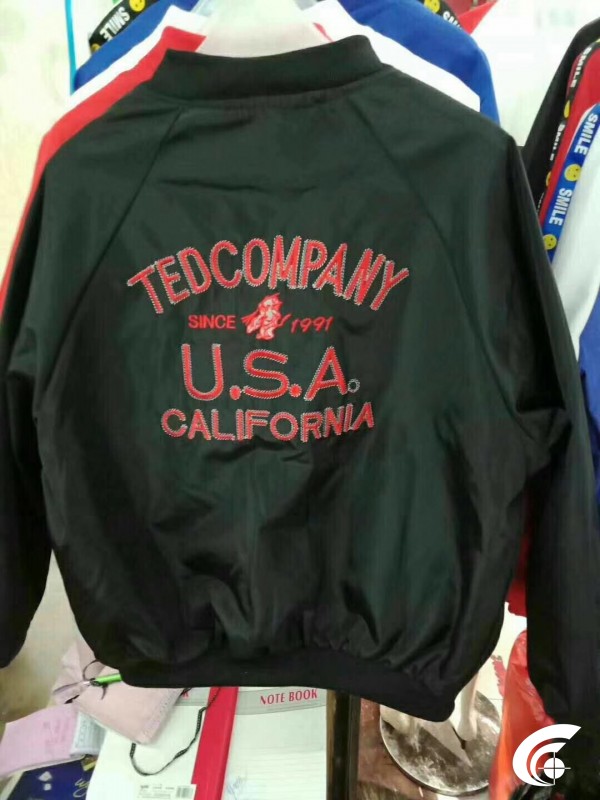 SMILE
TEDCOMPANY
SINCE 1991
U.S.A.
CALIFORNIA
SMILE
SMILE
NOTE BOOK